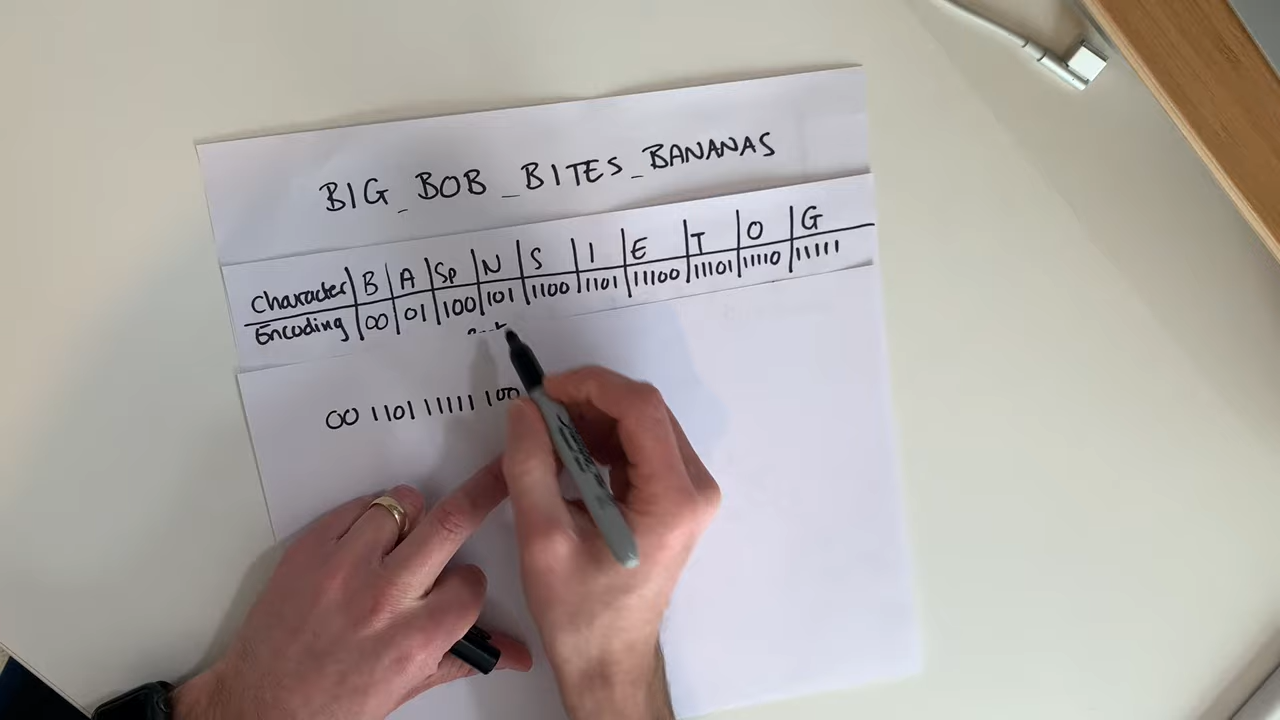 BIG_BOB_BITES_BANANAS
Character B A Sp N S I E T O G
Encoding 00 01 100 101 1100 1101 11100 11101 11110 11111
00 1101 11111 100